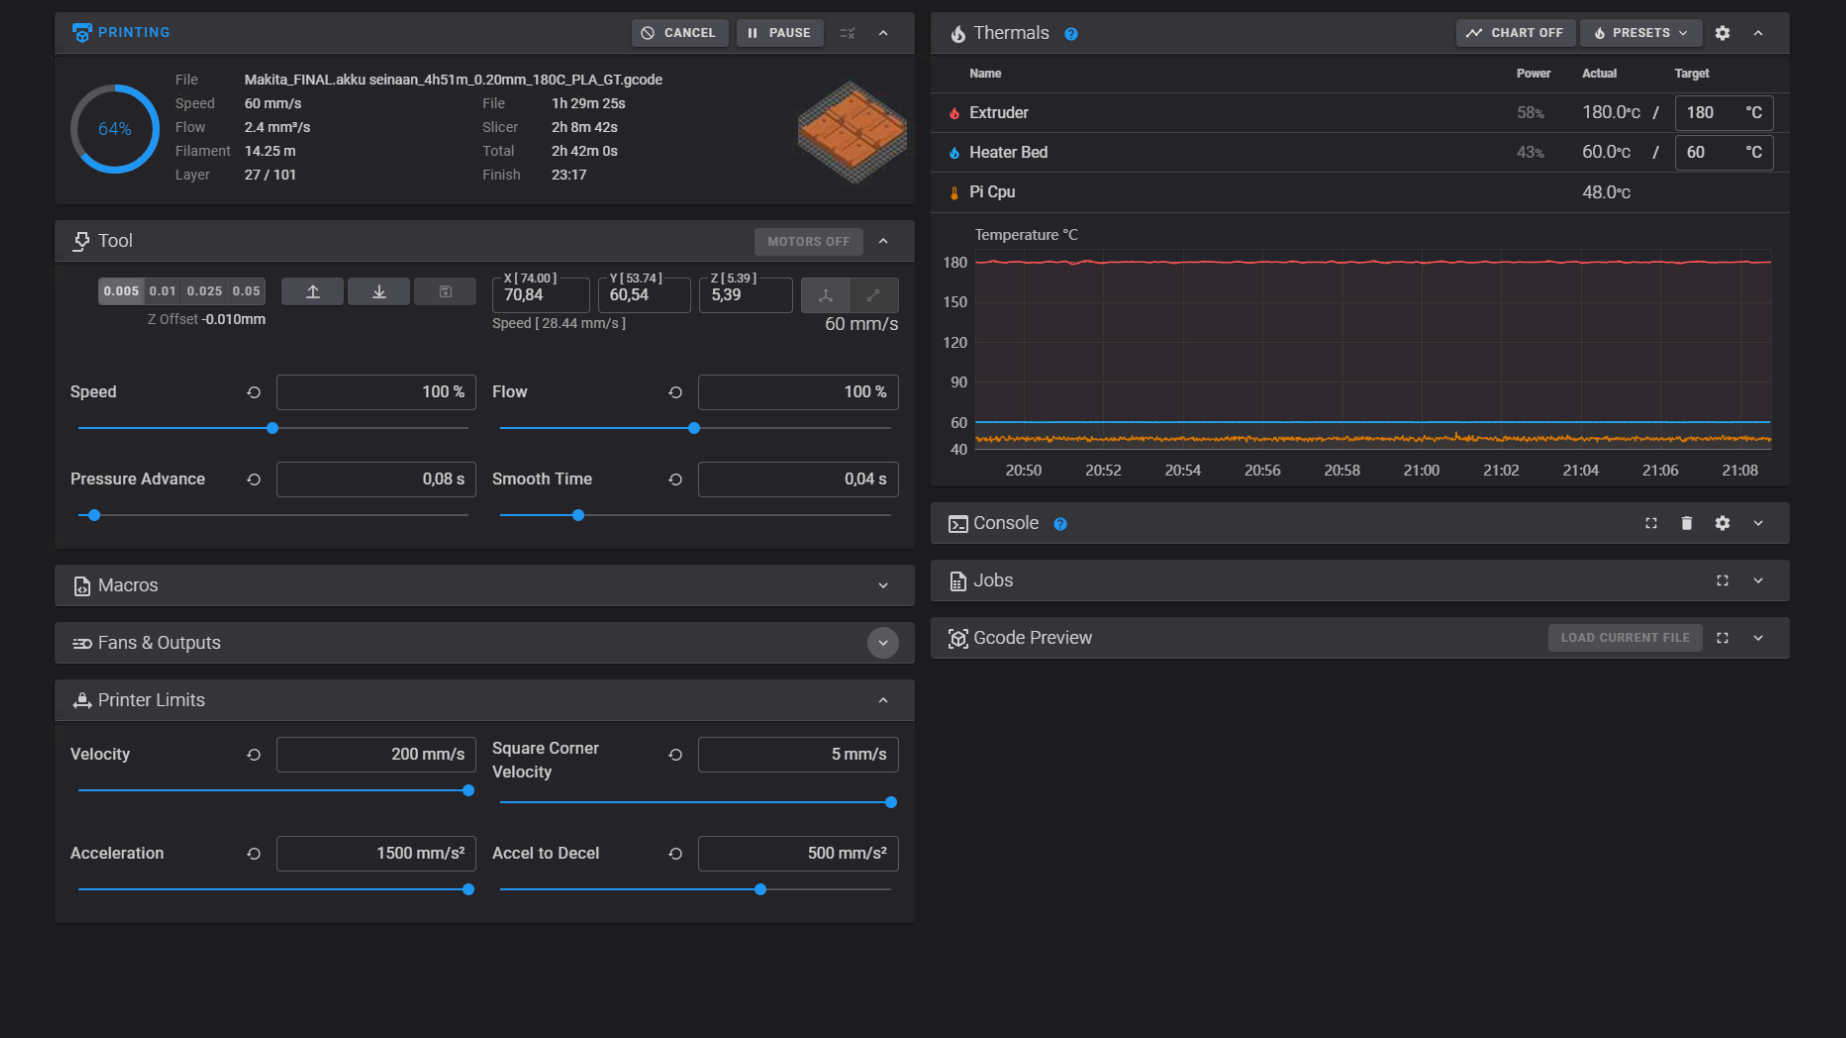 PRINTING
CANCEL
PAUSE
64%
File Makita_FINAL.akku seinaan_4h51m_0.20mm_180C_PLA_GT.gcode
Speed 60 mm/s File 1h 29m 25s
Flow 2.4 mm³/s Slicer 2h 8m 42s
Filament 14.25 m Total 2h 42m 0s
Layer 27 / 101 Finish 23:17
Tool
MOTORS OFF
0.005 0.01 0.025 0.05
Z Offset -0.010mm
X [ 74.00 ] Y [ 53.74 ] Z [ 5.39 ]
70,84 60,54 5,39
Speed [ 28.44 mm/s ] 60 mm/s
Speed 100 % Flow 100 %
Pressure Advance 0,08 s Smooth Time 0,04 s
Macros
Fans & Outputs
Printer Limits
Velocity 200 mm/s Square Corner
Velocity 5 mm/s
Acceleration 1500 mm/s² Accel to Decel 500 mm/s²
Thermals ?
CHART OFF
PRESETS
Name Power Actual Target
Extruder 58% 180.0°C / 180 °C
Heater Bed 43% 60.0°C / 60 °C
Pi Cpu 48.0°C
Temperature °C
180
150
120
90
60
40
20:50 20:52 20:54 20:56 20:58 21:00 21:02 21:04 21:06 21:08
Console ?
Jobs
Gcode Preview
LOAD CURRENT FILE